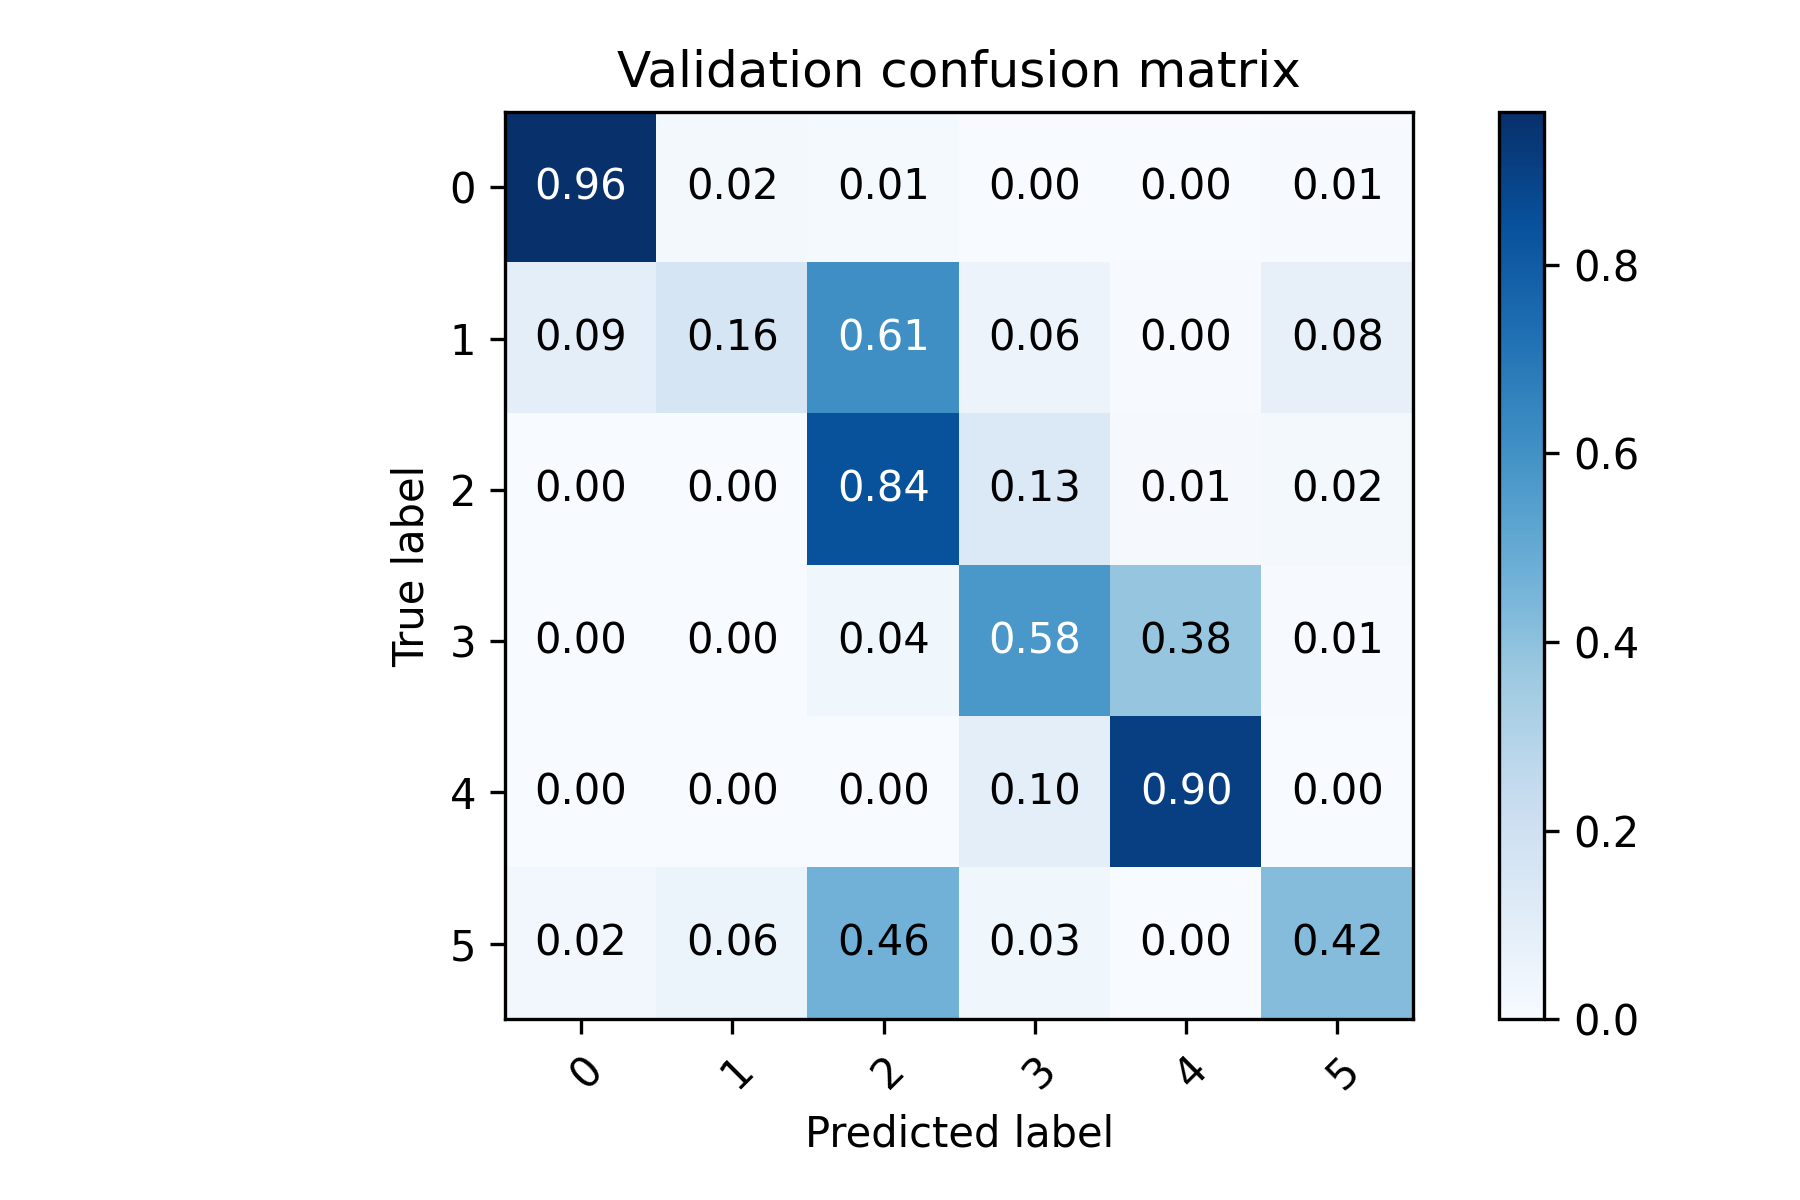 Validation confusion matrix
0 0.96 0.02 0.01 0.00 0.00 0.01
1 0.09 0.16 0.61 0.06 0.00 0.08
2 0.00 0.00 0.84 0.13 0.01 0.02
3 0.00 0.00 0.04 0.58 0.38 0.01
4 0.00 0.00 0.00 0.10 0.90 0.00
5 0.02 0.06 0.46 0.03 0.00 0.42
True label
0 1 2 3 4 5
Predicted label
0.8
0.6
0.4
0.2
0.0